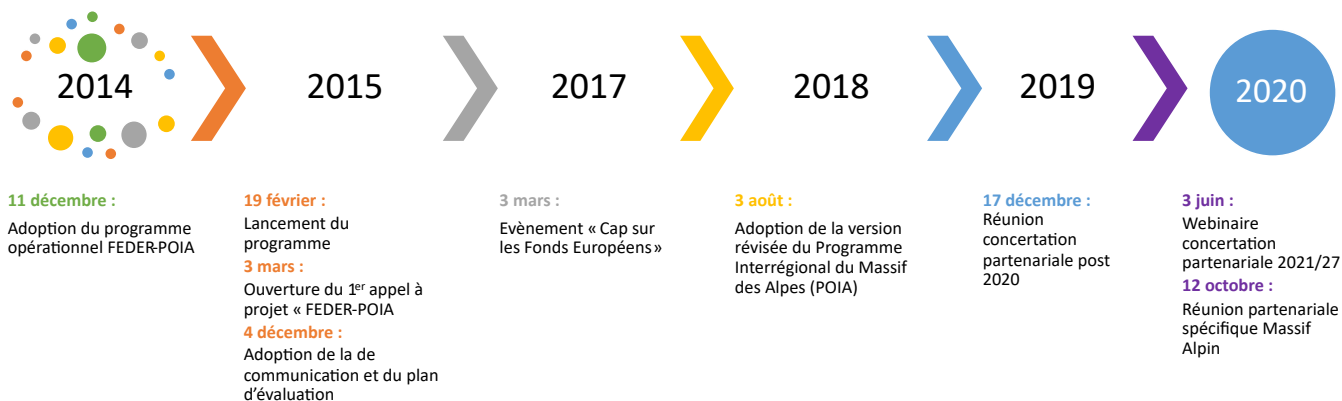 2014
2015
2017
2018
2019
2020
11 décembre :
Adoption du programme
opérationnel FEDER-POIA
19 février :
Lancement du
programme
3 mars :
Ouverture du 1er appel à
projet « FEDER-POIA
4 décembre :
Adoption de la de
communication et du plan
d'évaluation
3 mars :
Evènement « Cap sur
les Fonds Européens »
3 août :
Adoption de la version
révisée du Programme
Interrégional du Massif
des Alpes (POIA)
17 décembre :
Réunion
concertation
partenariale post
2020
3 juin :
Webinaire
concertation
partenariale 2021/27
12 octobre :
Réunion partenariale
spécifique Massif
Alpin